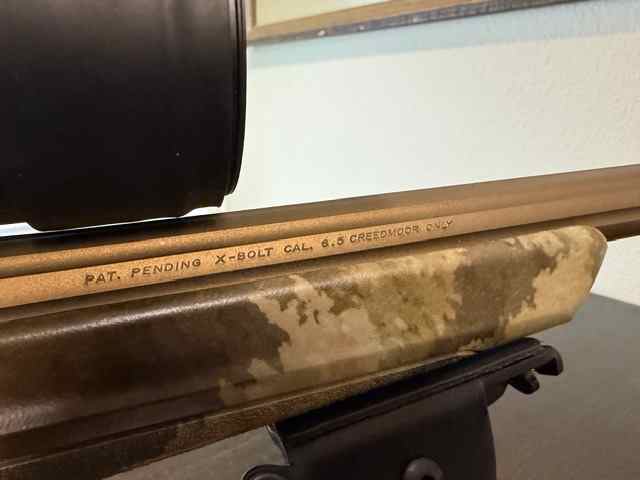 PAT. PENDING X-BOLT CAL. 6.5 CREEDMOOR ONLY